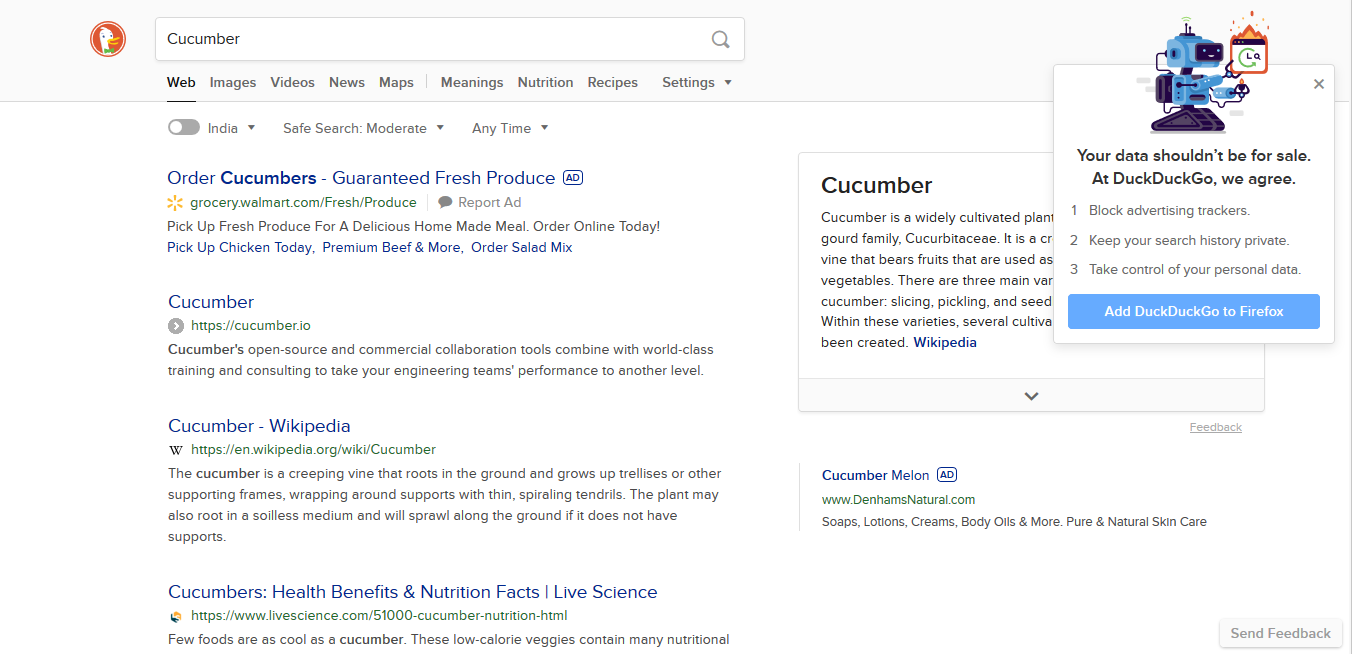 Cucumber
Web Images Videos News Maps Meanings Nutrition Recipes Settings
India Safe Search: Moderate Any Time
Order Cucumbers - Guaranteed Fresh Produce AD
grocery.walmart.com/Fresh/Produce Report Ad
Pick Up Fresh Produce For A Delicious Home Made Meal. Order Online Today!
Pick Up Chicken Today, Premium Beef & More, Order Salad Mix
Cucumber
https://cucumber.io
Cucumber's open-source and commercial collaboration tools combine with world-class
training and consulting to take your engineering teams' performance to another level.
Cucumber - Wikipedia
W https://en.wikipedia.org/wiki/Cucumber
The cucumber is a creeping vine that roots in the ground and grows up trellises or other
supporting frames, wrapping around supports with thin, spiraling tendrils. The plant may
also root in a soilless medium and will sprawl along the ground if it does not have
supports.
Cucumbers: Health Benefits & Nutrition Facts | Live Science
https://www.livescience.com/51000-cucumber-nutrition-html
Few foods are as cool as a cucumber. These low-calorie veggies contain many nutritional
Cucumber
Cucumber is a widely cultivated plant
gourd family, Cucurbitaceae. It is a
vine that bears fruits that are used as
vegetables. There are three main
cucumber: slicing, pickling, and
Within these varieties, several
been created. Wikipedia
Feedback
Cucumber Melon AD
www.DenhamsNatural.com
Soaps, Lotions, Creams, Body Oils & More. Pure & Natural Skin Care
Your data shouldn't be for sale.
At DuckDuckGo, we agree.
1 Block advertising trackers.
2 Keep your search history private.
3 Take control of your personal data.
Add DuckDuckGo to Firefox
Send Feedback